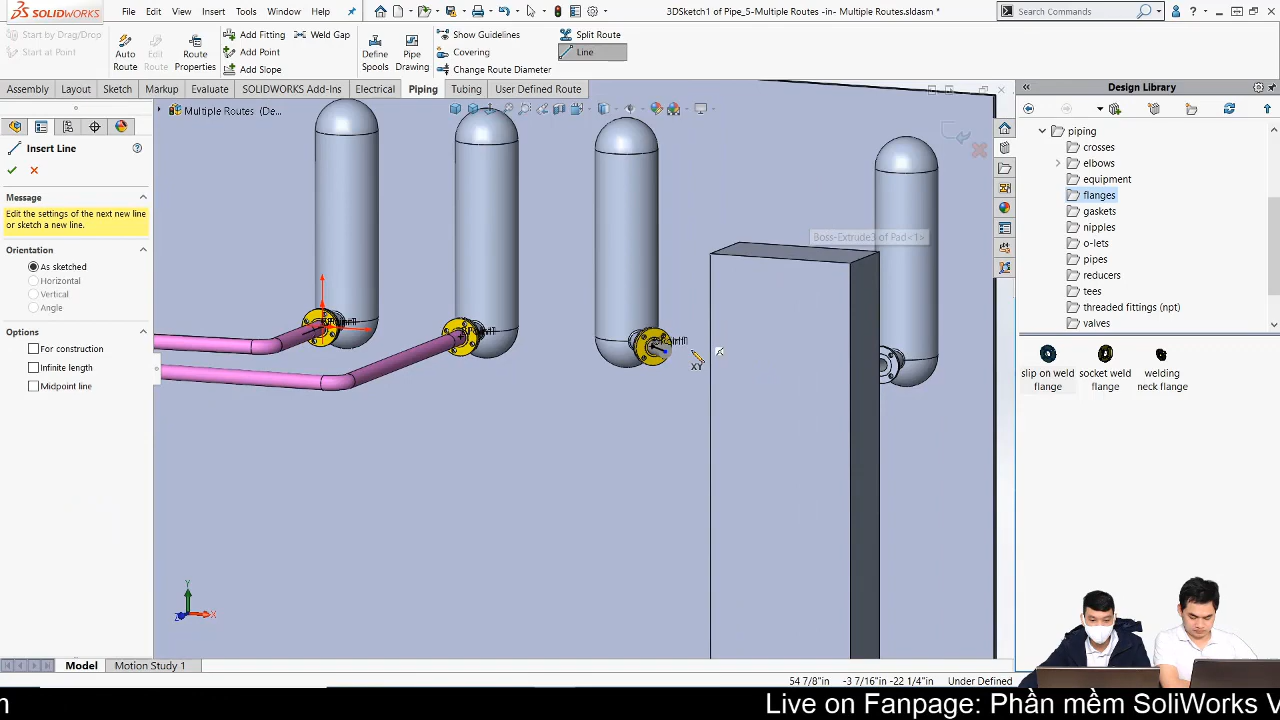 SOLIDWORKS
File
Edit
View
Insert
Tools
Window
3DSketch1 of Pipe_5-Multiple Routes -in- Multiple Routes.sldasm *
Search Commands
Start by Drag/Drop
Start at Point
Auto Route
Edit Route
Route Properties
Add Fitting
Weld Gap
Add Point
Add Slope
Define Spools
Pipe Drawing
Show Guidelines
Covering
Change Route Diameter
Split Route
Line
Assembly
Layout
Sketch
Markup
Evaluate
SOLIDWORKS Add-Ins
Electrical
Piping
Tubing
User Defined Route
Design Library
Multiple Routes (De...
Insert Line
Message
Edit the settings of the next new line
or sketch a new line.
Orientation
As sketched
Horizontal
Vertical
Angle
Options
For construction
Infinite length
Midpoint line
Boss-Extrude3 of Pad<1>
XY
Y
X
Z
piping
crosses
elbows
equipment
flanges
gaskets
nipples
o-lets
pipes
reducers
tees
threaded fittings (npt)
valves
slip on weld
flange
socket weld
flange
welding
neck flange
Model
Motion Study 1
54 7/8"in
-3 7/16"in
-22 1/4"in
Under Defined
m
Live on Fanpage: Phần mềm SoliWorks V